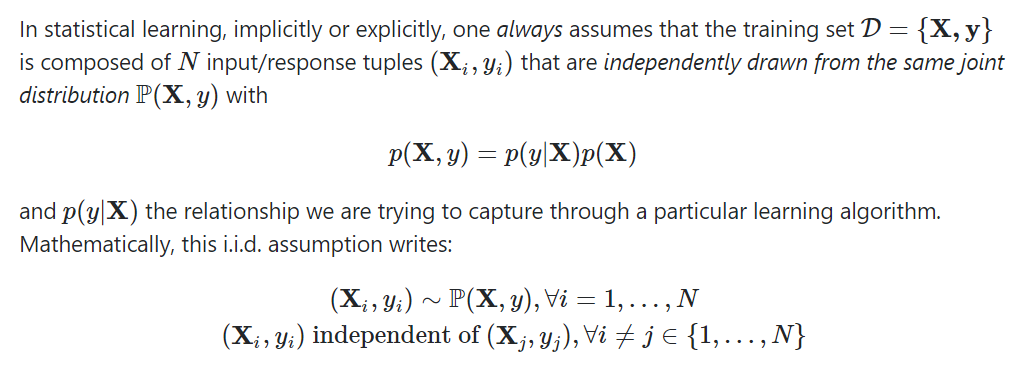 In statistical learning, implicitly or explicitly, one always assumes that the training set 𝒟 = {𝐗, 𝐲}
is composed of N input/response tuples (𝐗ᵢ, yᵢ) that are independently drawn from the same joint
distribution ℙ(𝐗, y) with
p(𝐗, y) = p(y|𝐗)p(𝐗)
and p(y|𝐗) the relationship we are trying to capture through a particular learning algorithm.
Mathematically, this i.i.d. assumption writes:
(𝐗ᵢ, yᵢ) ∼ ℙ(𝐗, y), ∀i = 1, . . . , N
(𝐗ᵢ, yᵢ) independent of (𝐗ⱼ, yⱼ), ∀i ≠ j ∈ {1, . . . , N}